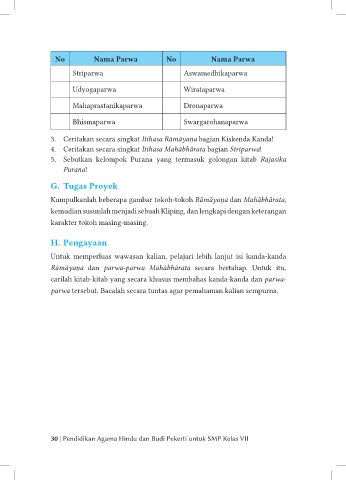 No Nama Parwa No Nama Parwa
Striparwa Aswamedhikaparwa
Udyogaparwa Wirataparwa
Mahaprastanikaparwa Dronaparwa
Bhismaparwa Swargarohanaparwa
3. Ceritakan secara singkat Itihasa Rāmāyaṇa bagian Kiskenda Kanda!
4. Ceritakan secara singkat Itihasa Mahābhārata bagian Striparwa!
5. Sebutkan kelompok Purana yang termasuk golongan kitab Rajasika
Purana!
G. Tugas Proyek
Kumpulkanlah beberapa gambar tokoh-tokoh Rāmāyaṇa dan Mahābhārata,
kemudian susunlah menjadi sebuah Kliping, dan lengkapi dengan keterangan
karakter tokoh masing-masing.
H. Pengayaan
Untuk memperluas wawasan kalian, pelajari lebih lanjut isi kanda-kanda
Rāmāyaṇa dan parwa-parwa Mahābhārata secara bertahap. Untuk itu,
carilah kitab-kitab yang secara khusus membahas kanda-kanda dan parwa-
parwa tersebut. Bacalah secara tuntas agar pemahaman kalian sempurna.
30 | Pendidikan Agama Hindu dan Budi Pekerti untuk SMP Kelas VII